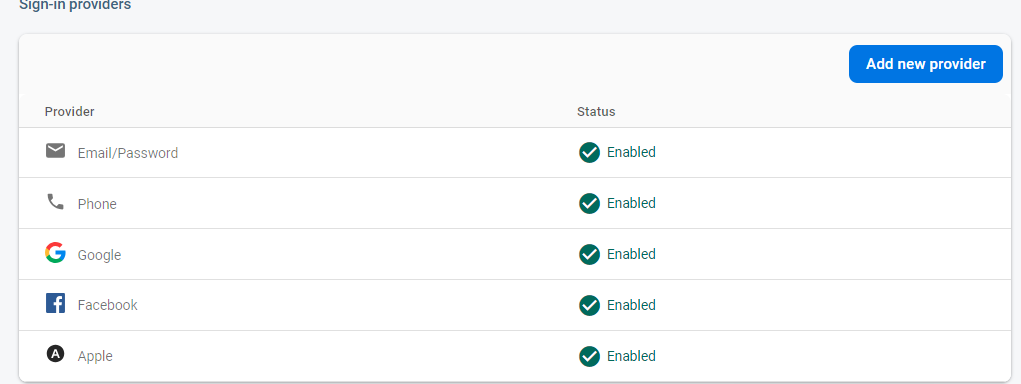 Sign-in providers
Add new provider
Provider Status
Email/Password Enabled
Phone Enabled
Google Enabled
Facebook Enabled
A Apple Enabled